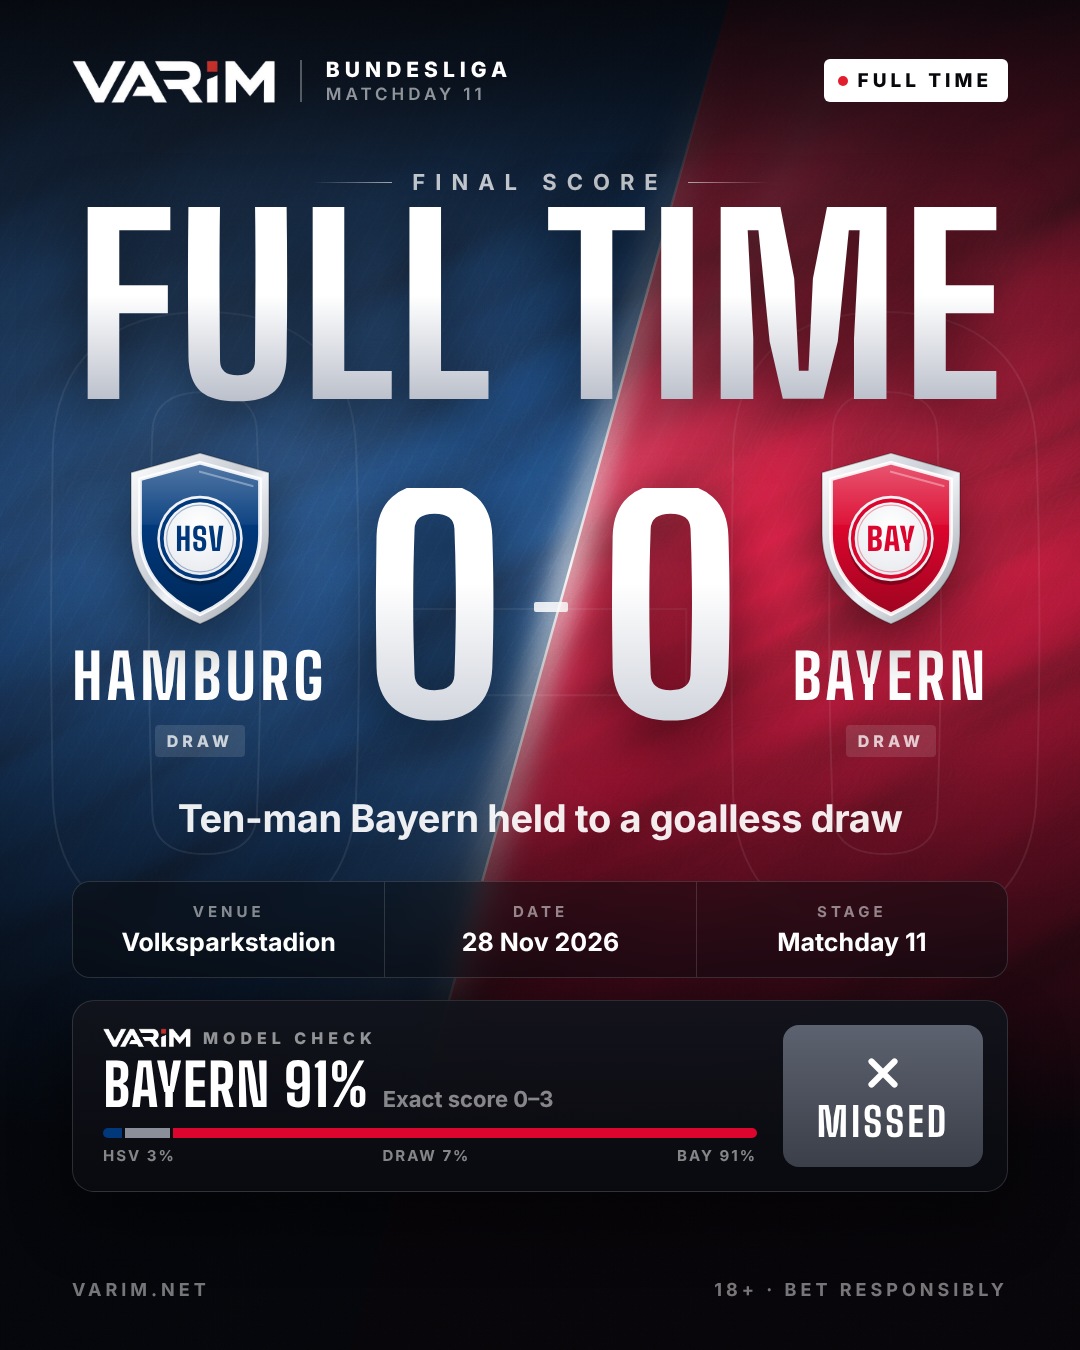 VARiM
BUNDESLIGA
MATCHDAY 11
FULL TIME
FINAL SCORE
FULL TIME
HSV
BAY
0 - 0
HAMBURG
BAYERN
DRAW
DRAW
Ten-man Bayern held to a goalless draw
VENUE
Volksparkstadion
DATE
28 Nov 2026
STAGE
Matchday 11
VARiM MODEL CHECK
BAYERN 91% Exact score 0–3
HSV 3%
DRAW 7%
BAY 91%
MISSED
VARIM.NET
18+ · BET RESPONSIBLY